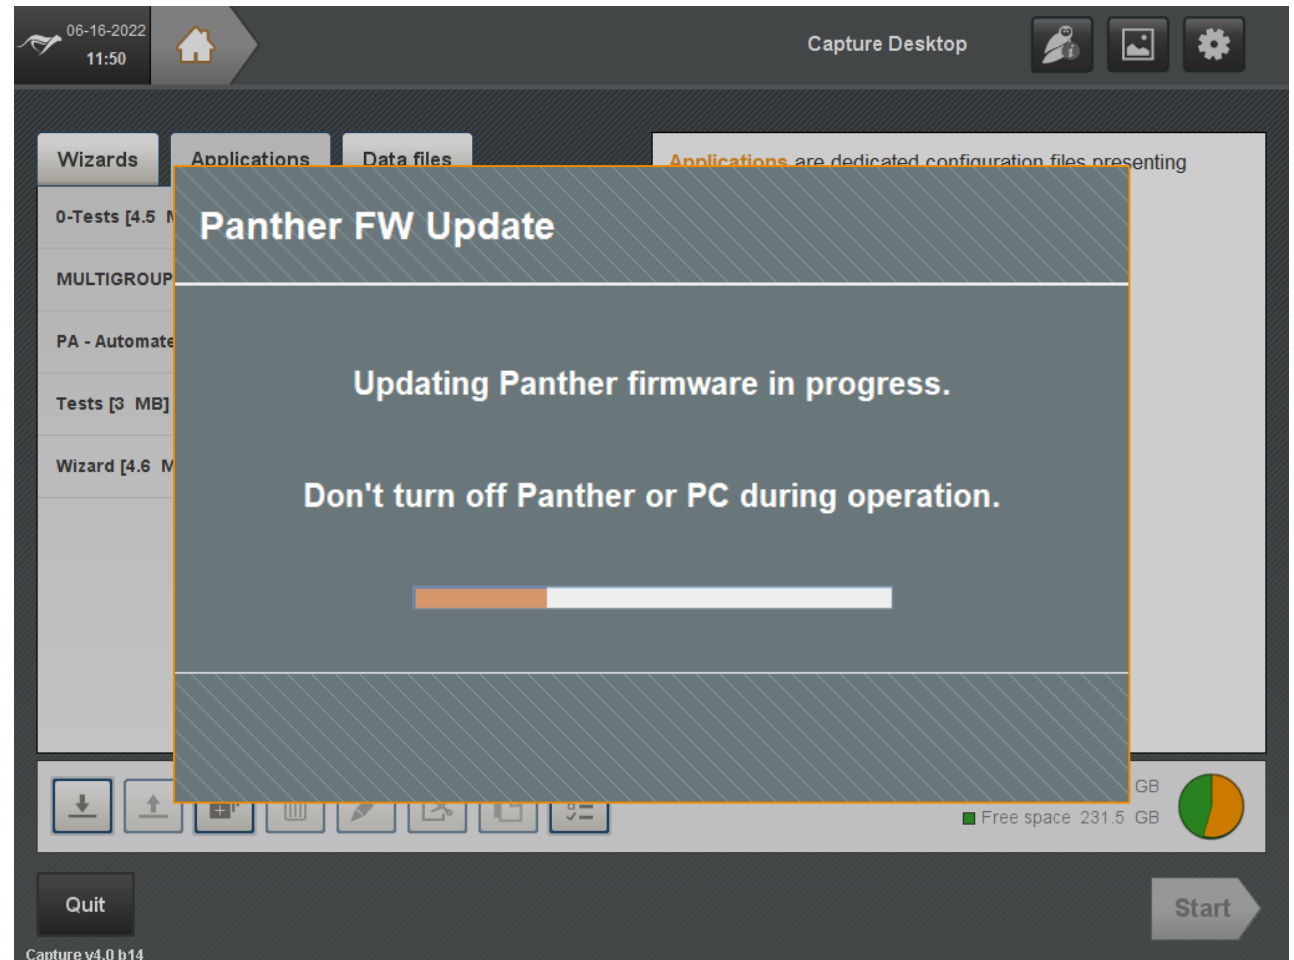 06-16-2022
11:50
Capture Desktop
Wizards
Applications
Data files
Applications are dedicated configuration files presenting
0-Tests [4.5
MULTIGROUP
PA - Automate
Tests [3 MB]
Wizard [4.6 M
Panther FW Update
Updating Panther firmware in progress.
Don't turn off Panther or PC during operation.
GB
Free space 231.5 GB
Quit
Start
Capture v4.0 b14